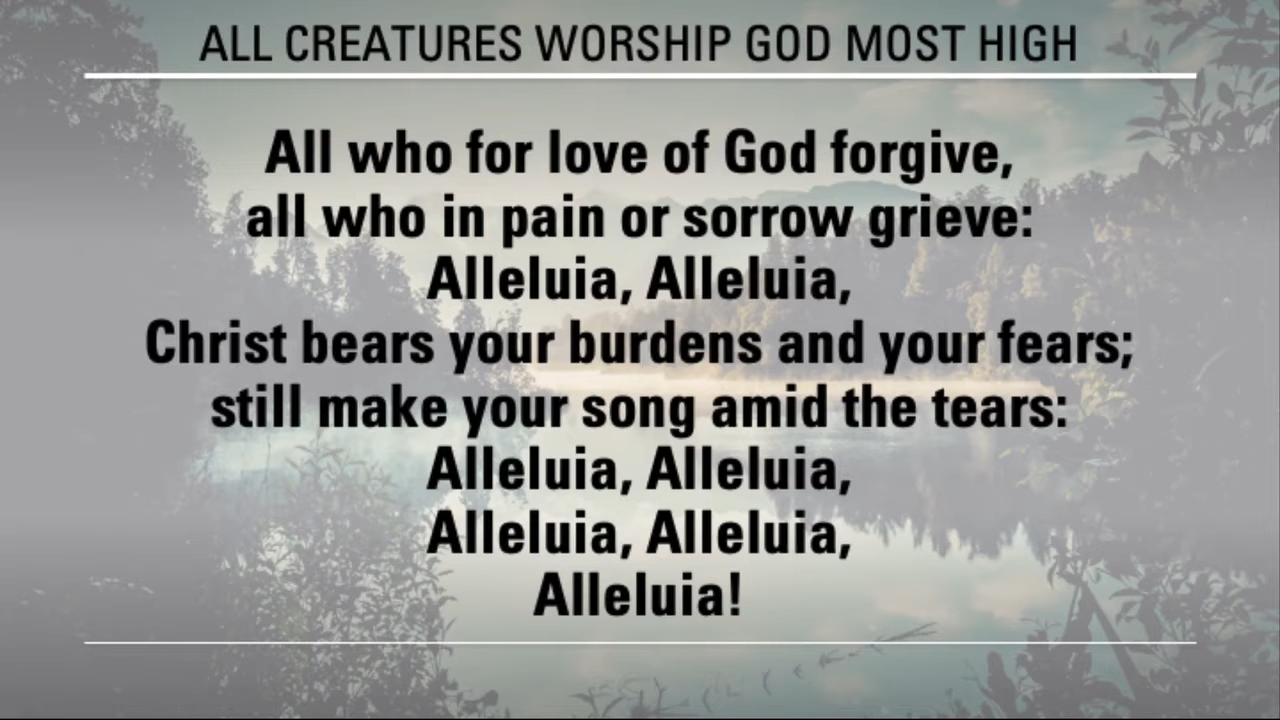 ALL CREATURES WORSHIP GOD MOST HIGH
All who for love of God forgive,
all who in pain or sorrow grieve:
Alleluia, Alleluia,
Christ bears your burdens and your fears;
still make your song amid the tears:
Alleluia, Alleluia,
Alleluia, Alleluia,
Alleluia!